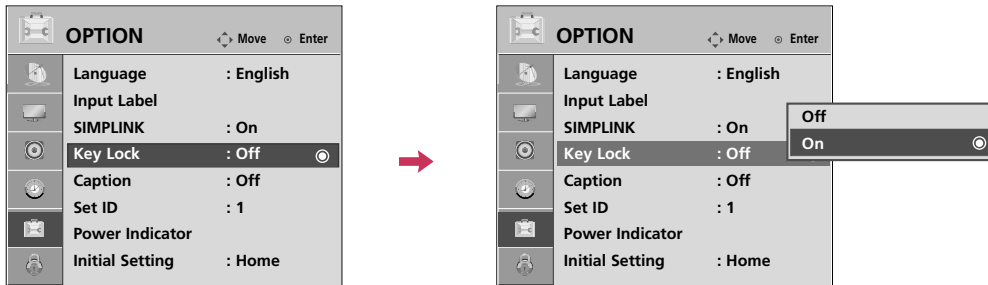 OPTION Move Enter
Language : English
Input Label
SIMPLINK : On
Key Lock : Off
Caption : Off
Set ID : 1
Power Indicator
Initial Setting : Home
OPTION Move Enter
Language : English
Input Label
SIMPLINK : On
Key Lock : Off
Caption : Off
Set ID : 1
Power Indicator
Initial Setting : Home
Off
On